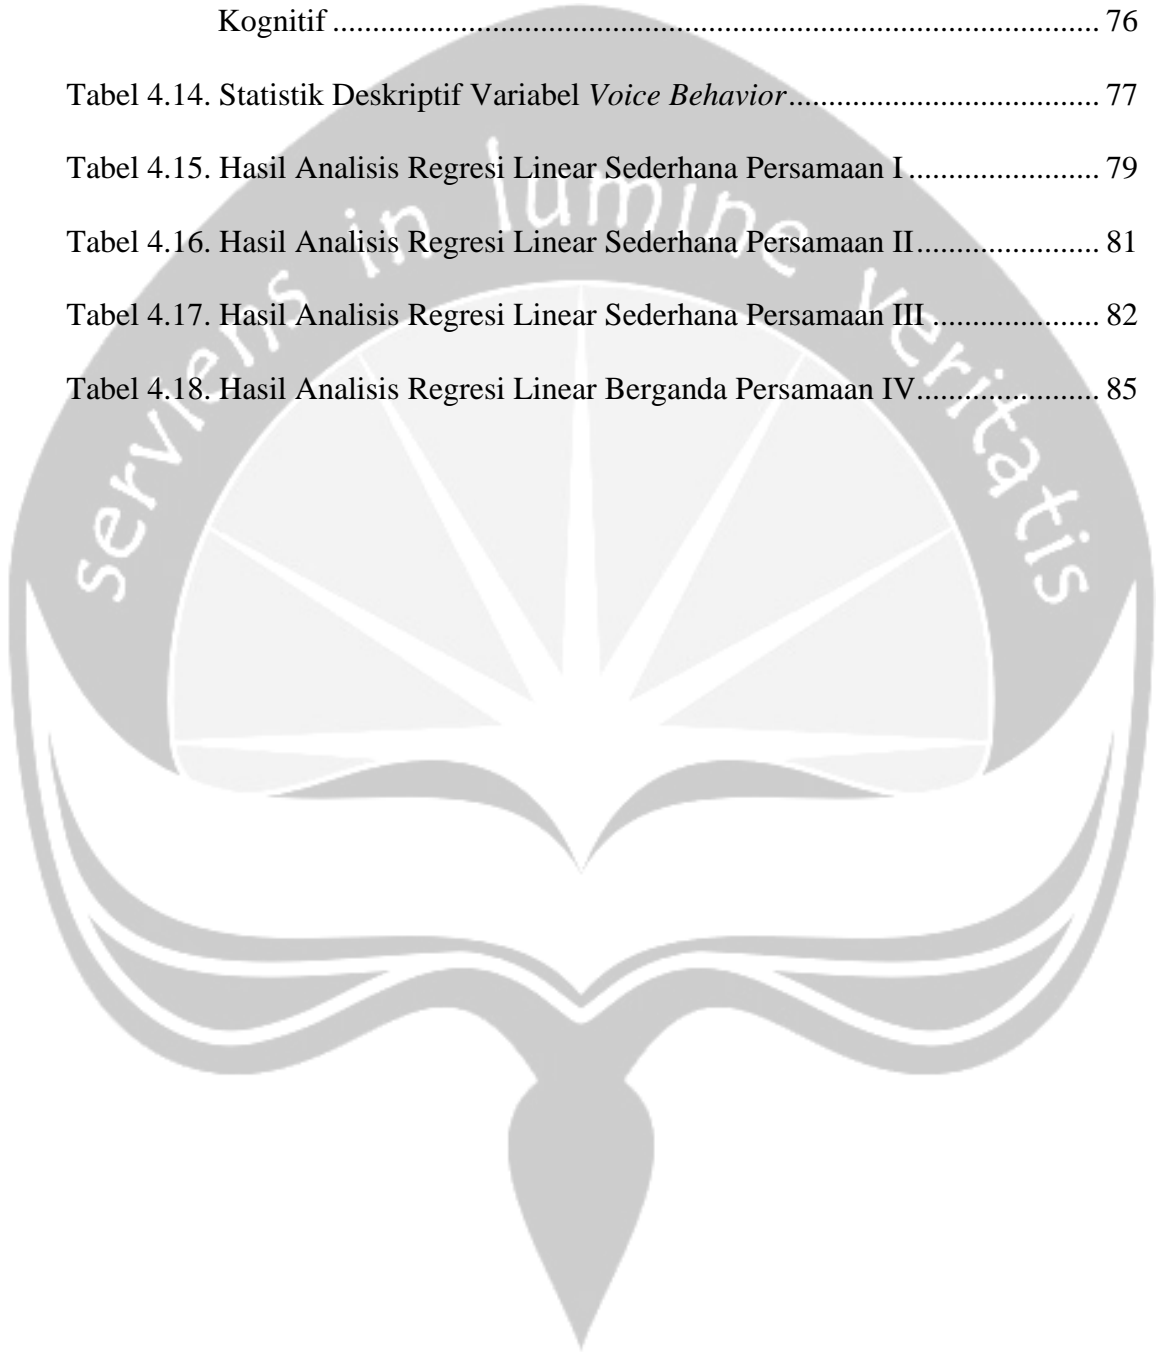 Kognitif ................................................................................................ 76
Tabel 4.14. Statistik Deskriptif Variabel Voice Behavior....................................... 77
Tabel 4.15. Hasil Analisis Regresi Linear Sederhana Persamaan I........................ 79
Tabel 4.16. Hasil Analisis Regresi Linear Sederhana Persamaan II....................... 81
Tabel 4.17. Hasil Analisis Regresi Linear Sederhana Persamaan III ..................... 82
Tabel 4.18. Hasil Analisis Regresi Linear Berganda Persamaan IV....................... 85
serviens in lumine veritatis